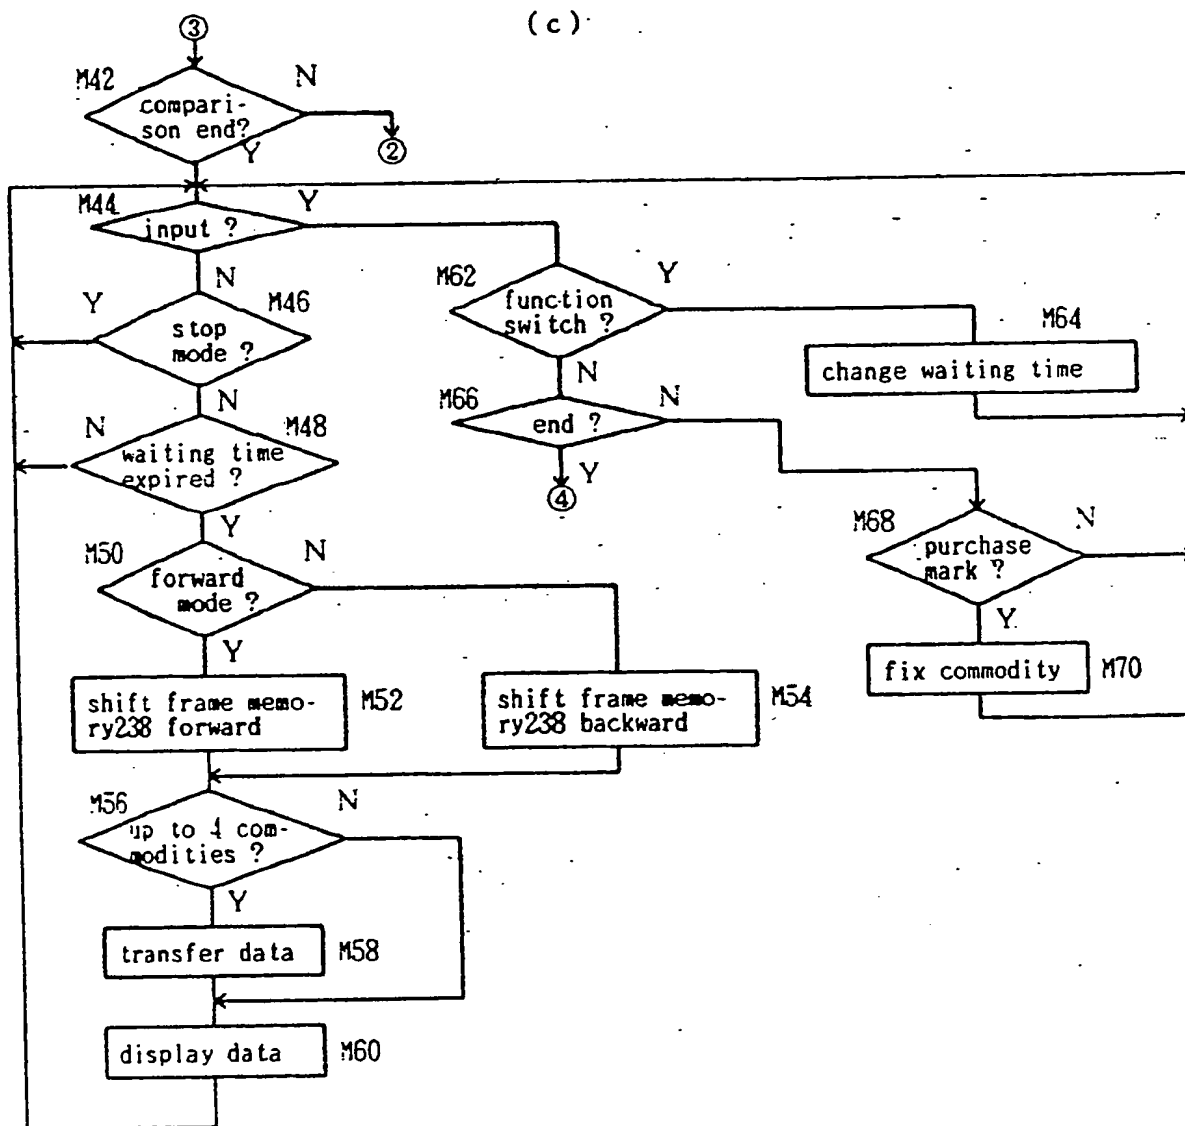 (c)
③
M42
N
compari-
son end?
Y
②
M44
Y
input ?
N
Y
M46
stop
mode ?
N
N
M48
waiting time
expired ?
Y
M50
N
forward
mode ?
Y
shift frame memo-
ry238 forward
M52
shift frame memo-
ry238 backward
M54
M56
N
up to 4 com-
modities ?
Y
transfer data
M58
display data
M60
M62
Y
function
switch ?
N
M64
change waiting time
M66
N
end ?
Y
④
M68
N
purchase
mark ?
Y
fix commodity
M70